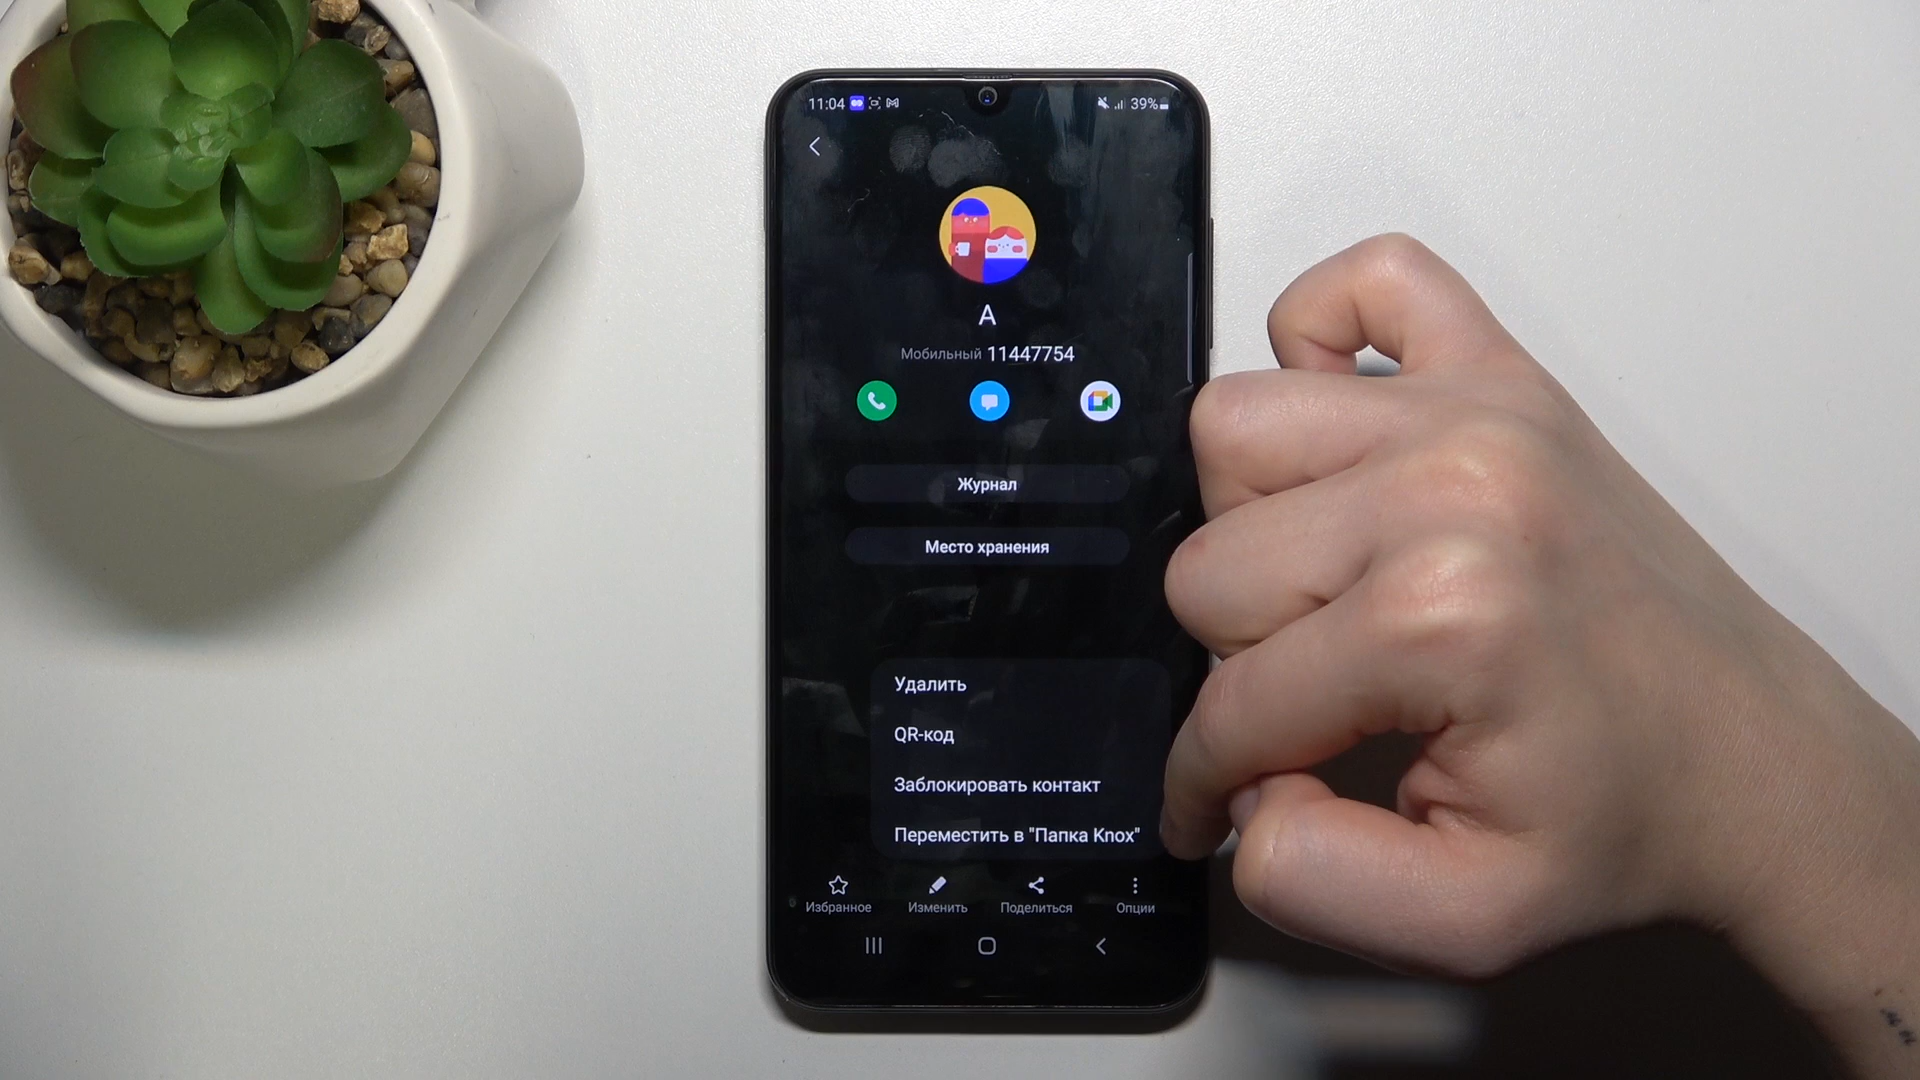 11:04
39%
А
Мобильный 11447754
Журнал
Место хранения
Удалить
QR-код
Заблокировать контакт
Переместить в "Папка Knox"
Избранное
Изменить
Поделиться
Опции